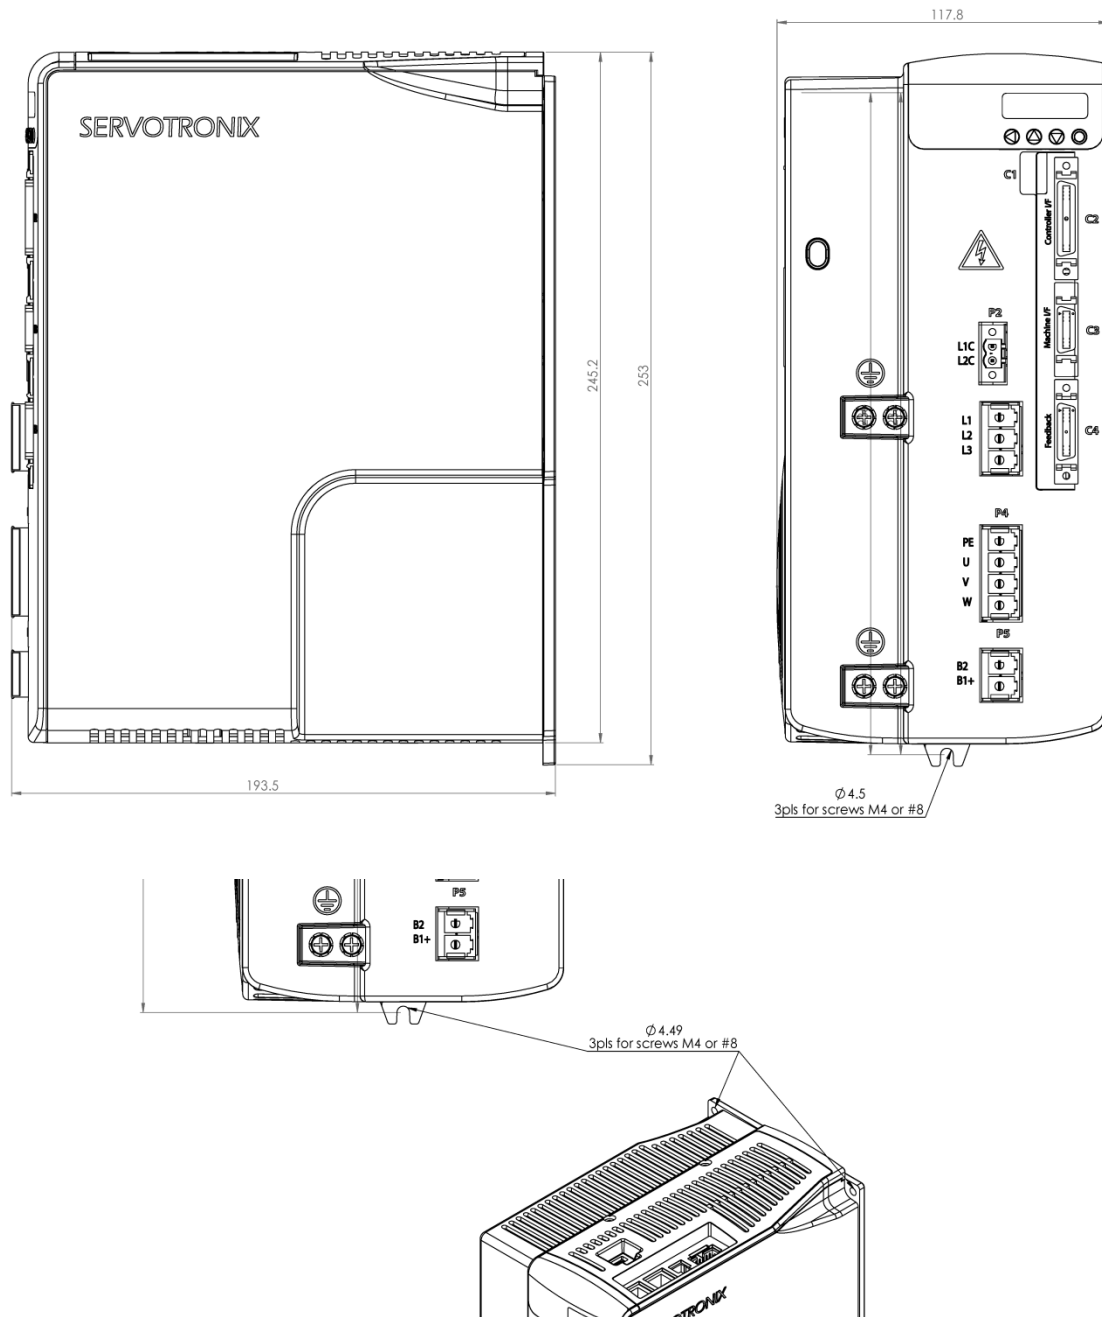 117.8
SERVOTRONIX
C1
Controller I/F
C2
P2
Machine I/F
C3
L1C
L2C
245.2
253
L1
L2
L3
Feedback
C4
P4
PE
U
V
W
P5
B2
B1+
193.5
Ø 4.5
3pls for screws M4 or #8
P5
B2
B1+
Ø 4.49
3pls for screws M4 or #8